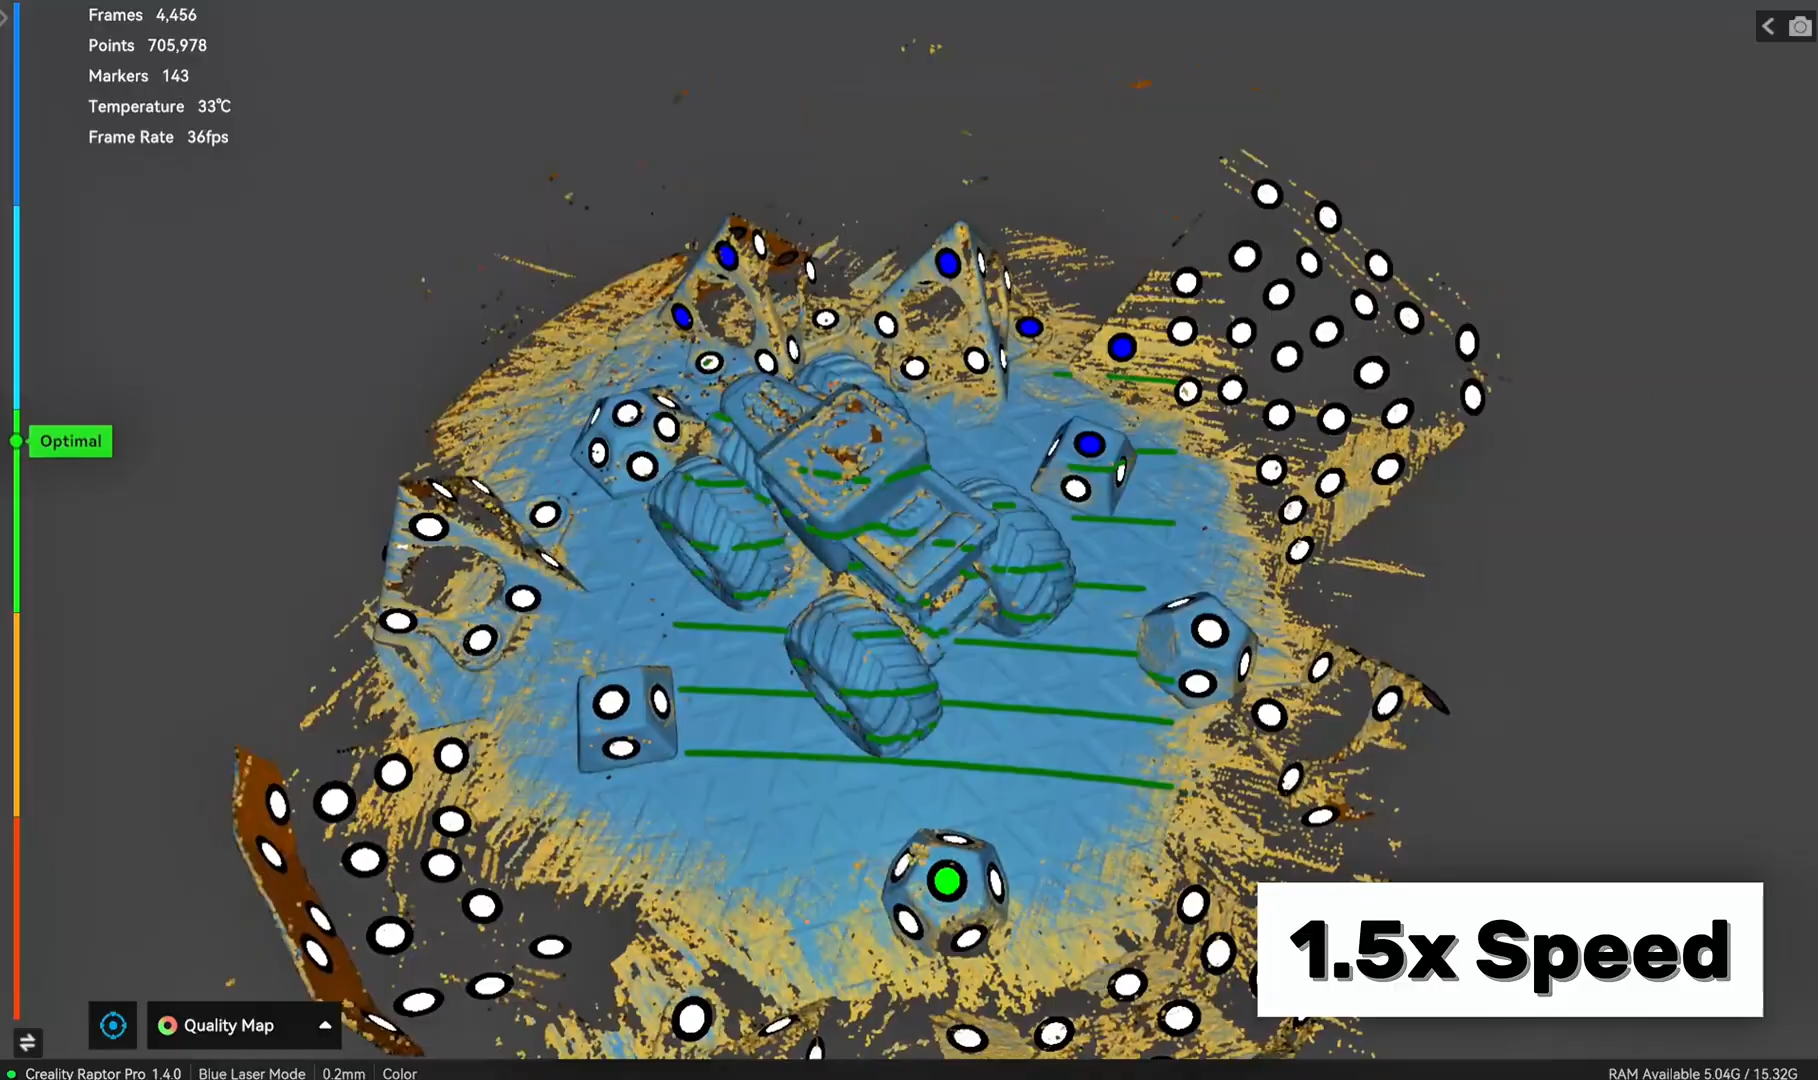 Frames 4,456
Points 705,978
Markers 143
Temperature 33°C
Frame Rate 36fps
Optimal
1.5x Speed
Quality Map
Creality Raptor Pro 1.4.0 Blue Laser Mode 0.2mm Color
RAM Available 5.04G / 15.32G